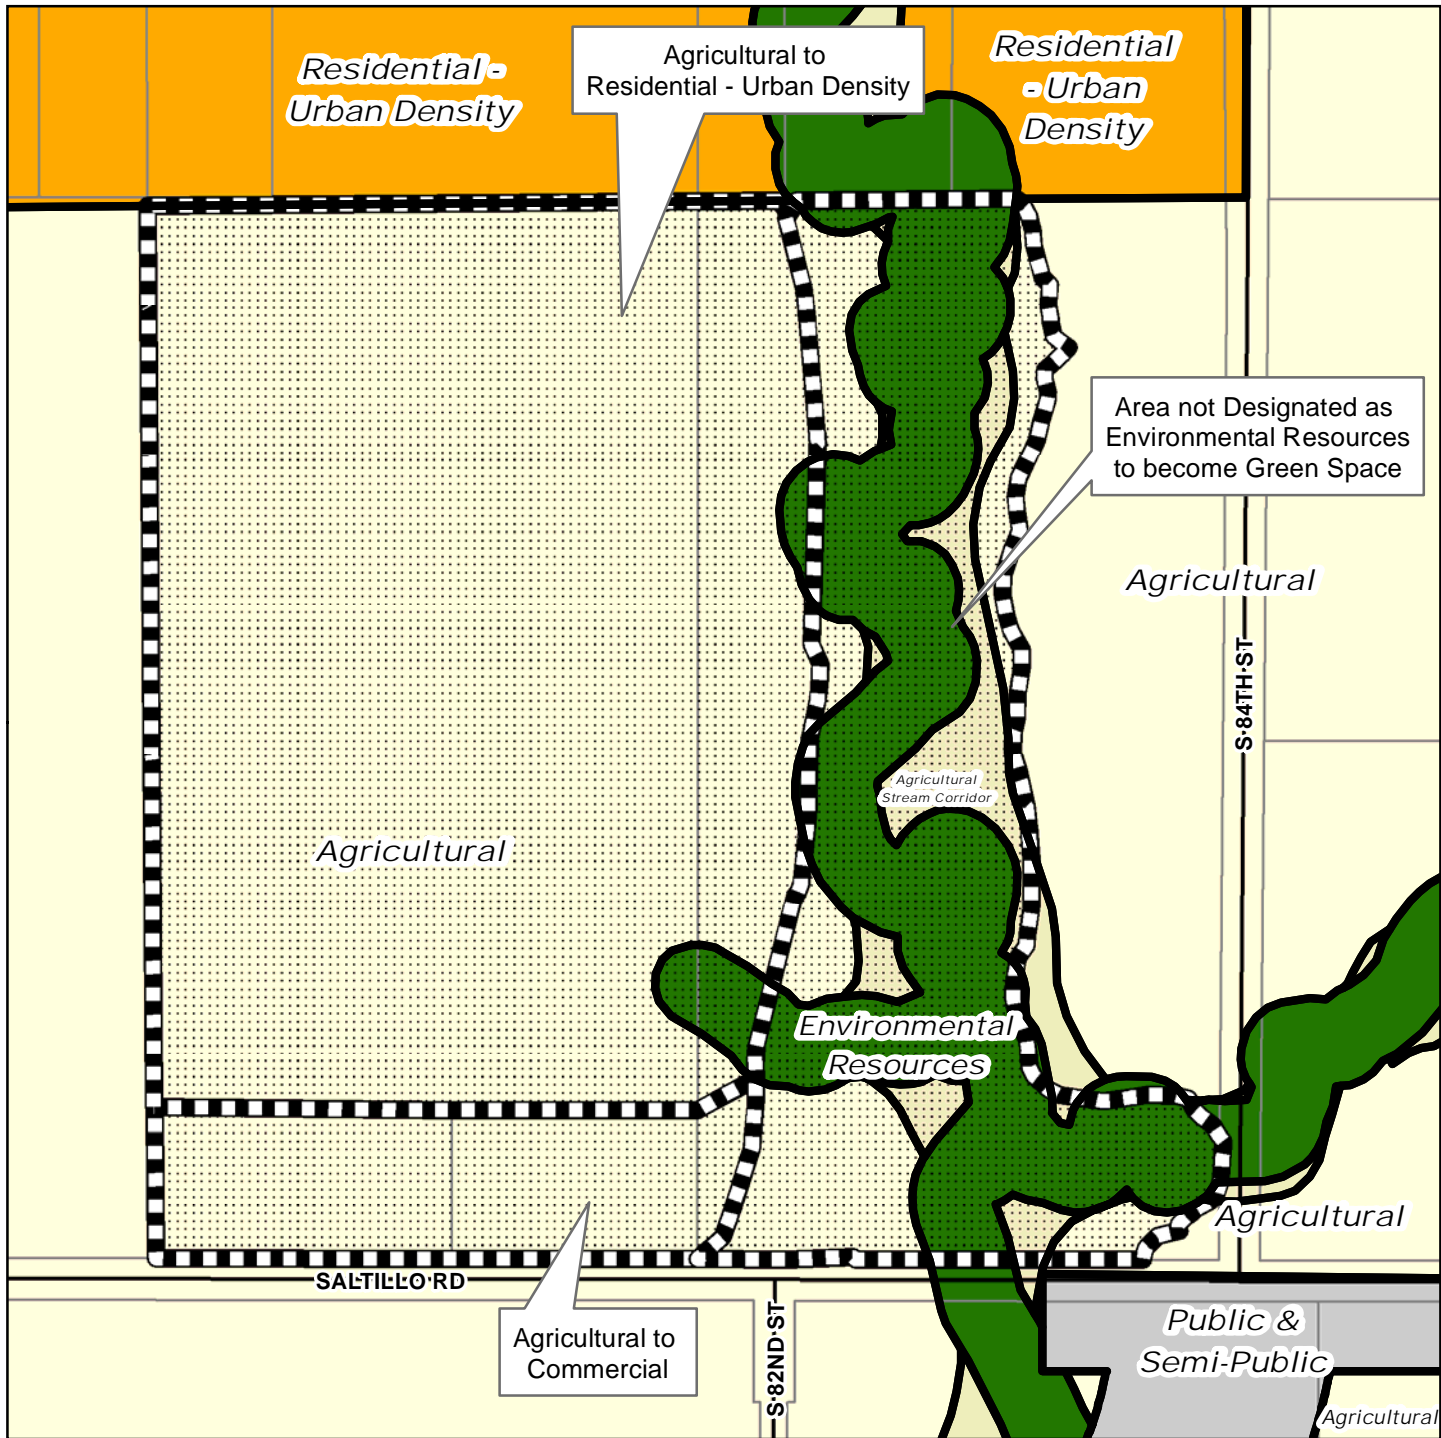 Residential -
Urban Density
Agricultural to
Residential - Urban Density
Residential
- Urban
Density
Area not Designated as
Environmental Resources
to become Green Space
Agricultural
S 84TH ST
Agricultural
Stream Corridor
Agricultural
Environmental
Resources
Agricultural
SALTILLO RD
Agricultural to
Commercial
S 82ND ST
Public &
Semi-Public
Agricultural